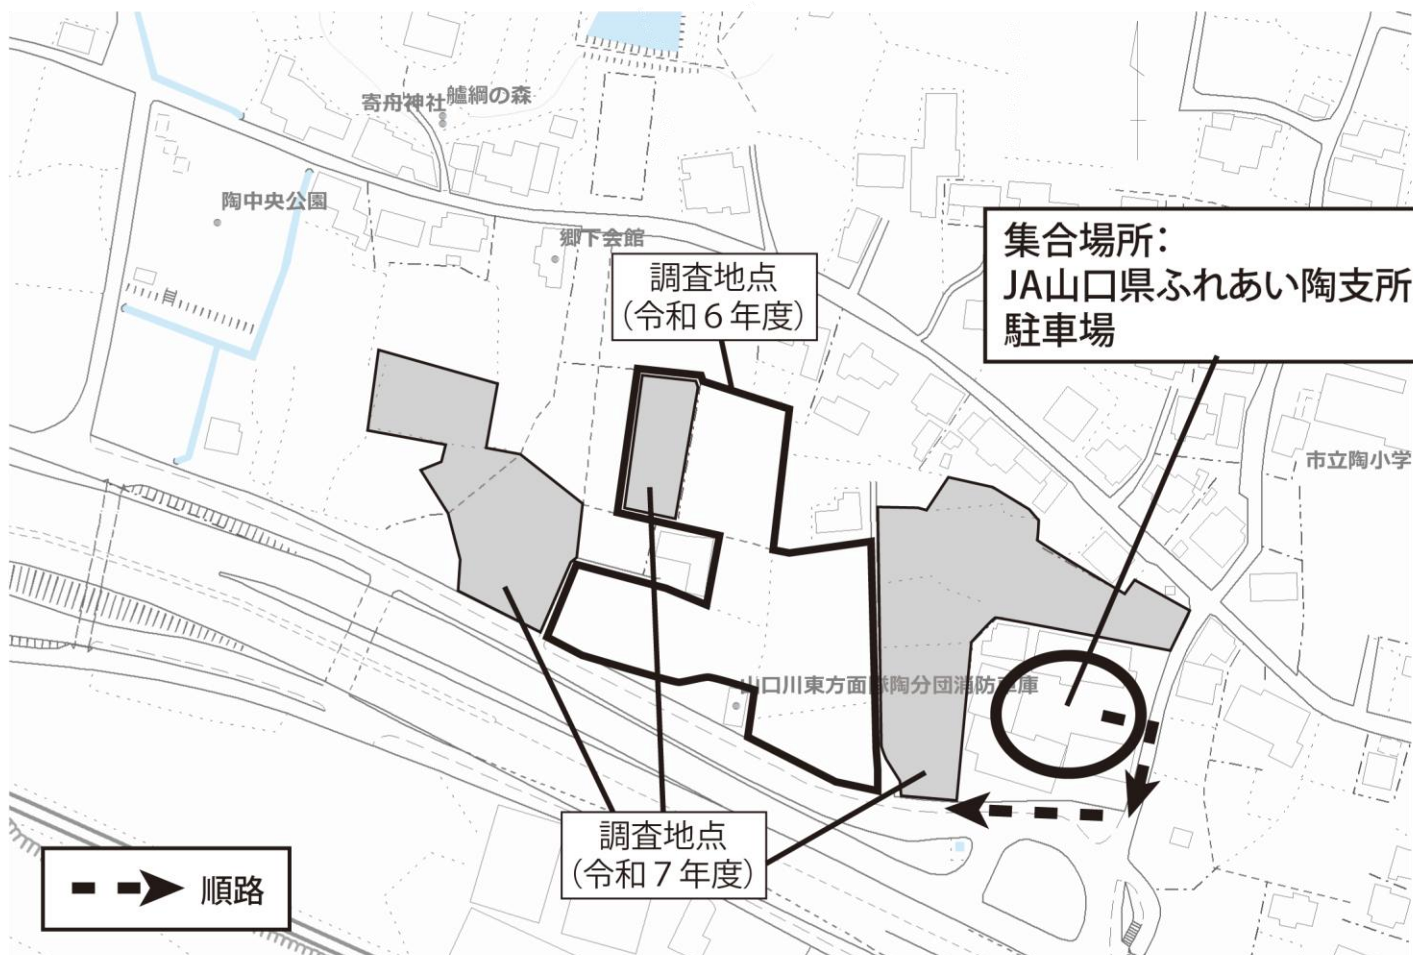 寄舟神社
艫綱の森
陶中央公園
郷下会館
調査地点
（令和６年度）
集合場所：
JA山口県ふれあい陶支所
駐車場
市立陶小学
山口川東方面隊陶分団消防車庫
調査地点
（令和７年度）
順路